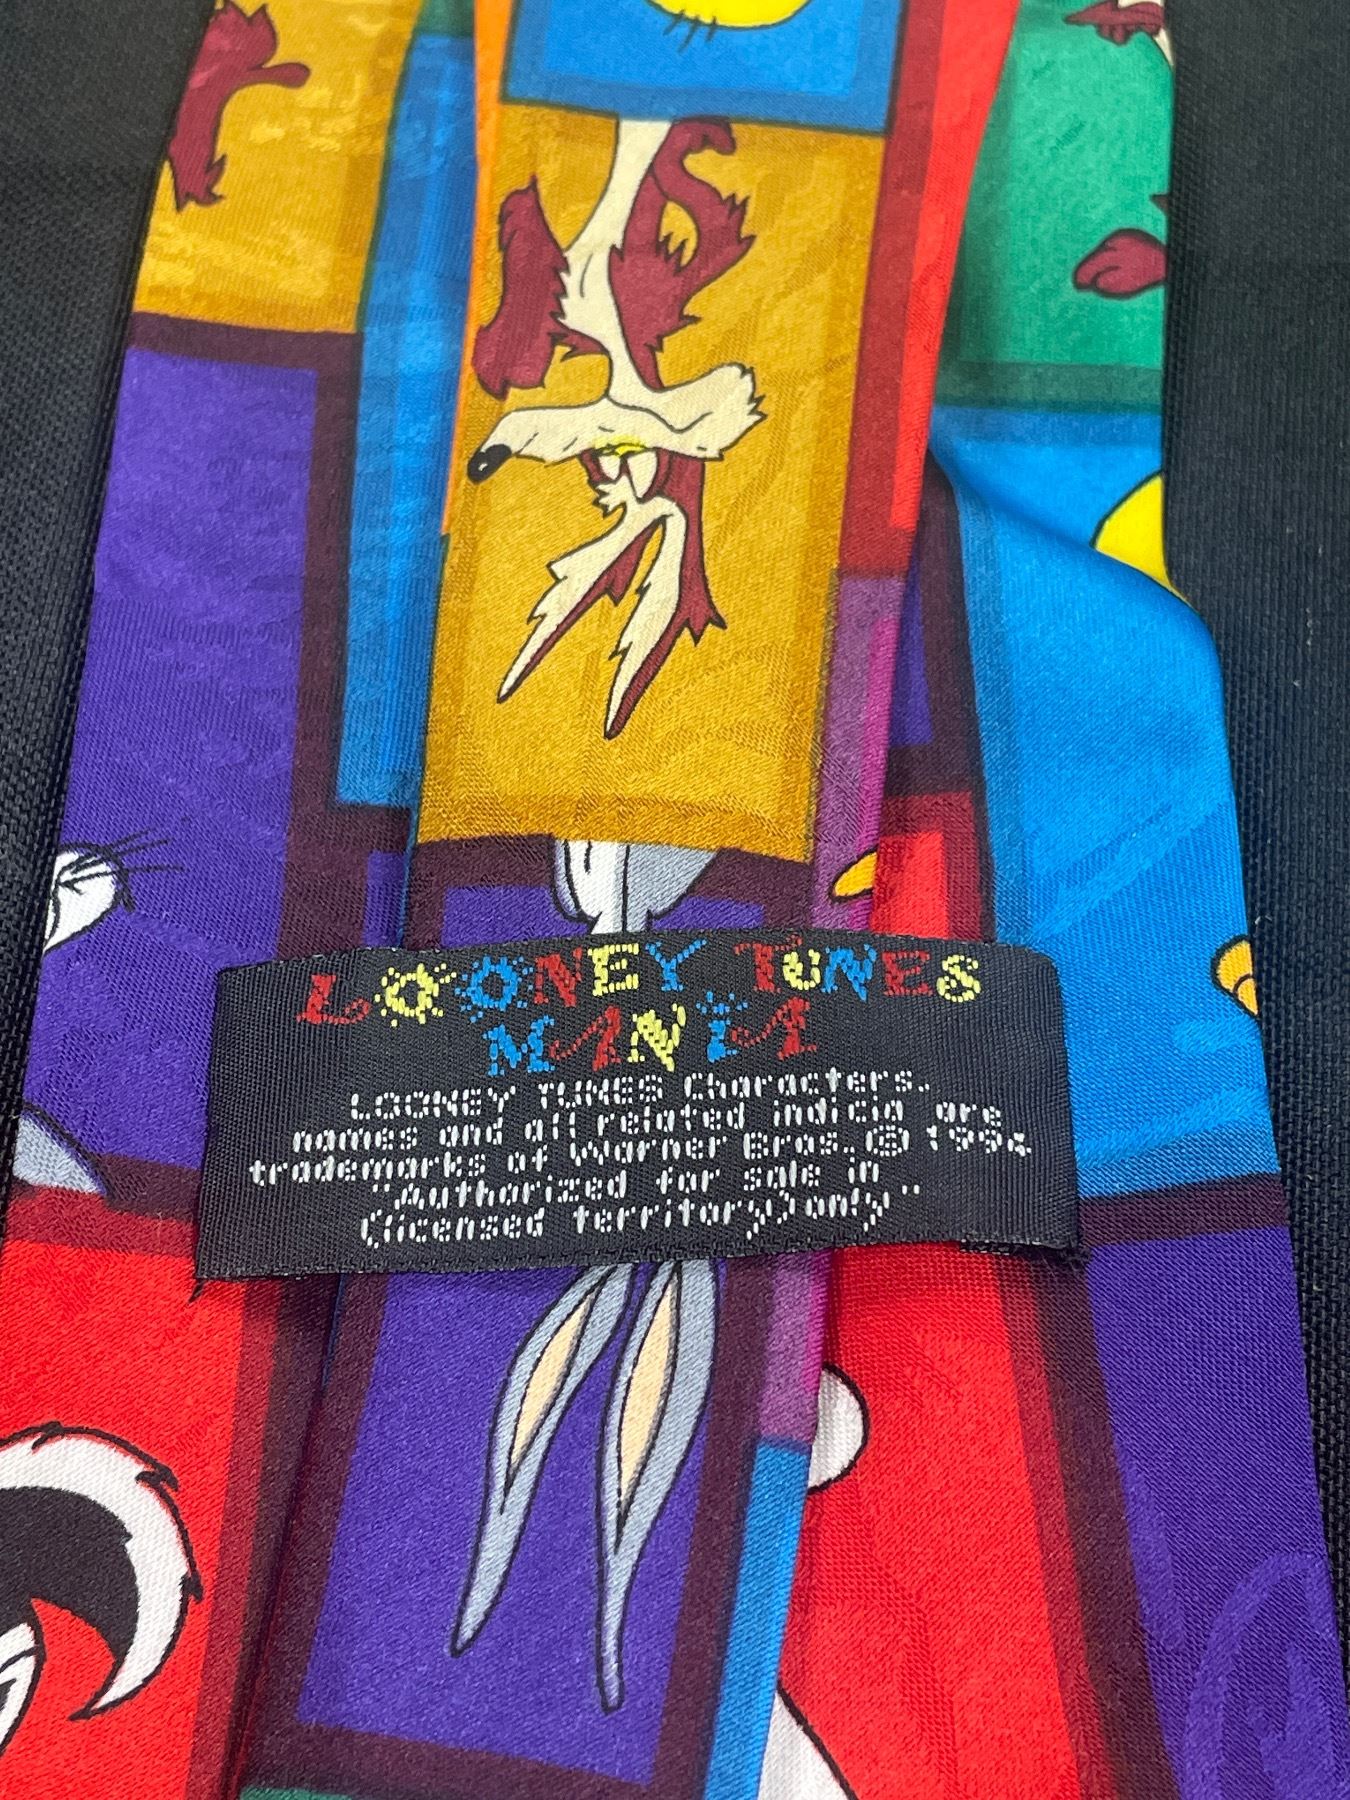 LOONEY TUNES
MANIA
LOONEY TUNES Characters,
names and all related indicia are
trademarks of Warner Bros. © 1994
"Authorized for sale in
(licensed territory) only"